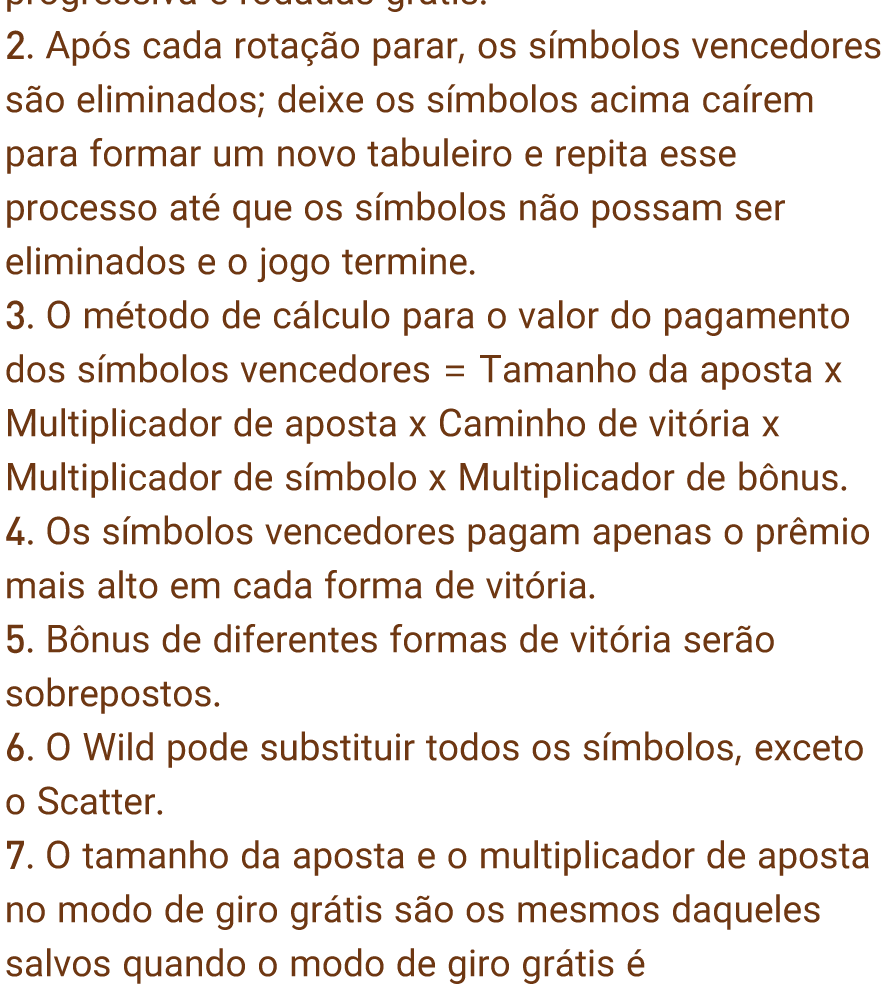 2. Após cada rotação parar, os símbolos vencedores
são eliminados; deixe os símbolos acima caírem
para formar um novo tabuleiro e repita esse
processo até que os símbolos não possam ser
eliminados e o jogo termine.
3. O método de cálculo para o valor do pagamento
dos símbolos vencedores = Tamanho da aposta x
Multiplicador de aposta x Caminho de vitória x
Multiplicador de símbolo x Multiplicador de bônus.
4. Os símbolos vencedores pagam apenas o prêmio
mais alto em cada forma de vitória.
5. Bônus de diferentes formas de vitória serão
sobrepostos.
6. O Wild pode substituir todos os símbolos, exceto
o Scatter.
7. O tamanho da aposta e o multiplicador de aposta
no modo de giro grátis são os mesmos daqueles
salvos quando o modo de giro grátis é